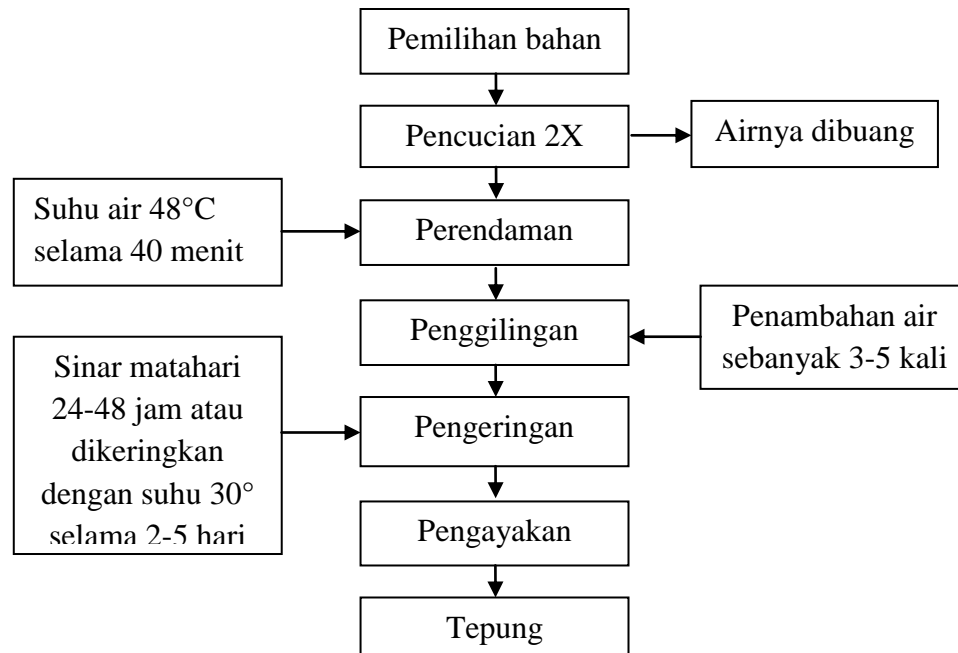 Pemilihan bahan
Pencucian 2X
Airnya dibuang
Suhu air 48°C
selama 40 menit
Perendaman
Penggilingan
Penambahan air
sebanyak 3-5 kali
Sinar matahari
24-48 jam atau
dikeringkan
dengan suhu 30°
selama 2-5 hari
Pengeringan
Pengayakan
Tepung